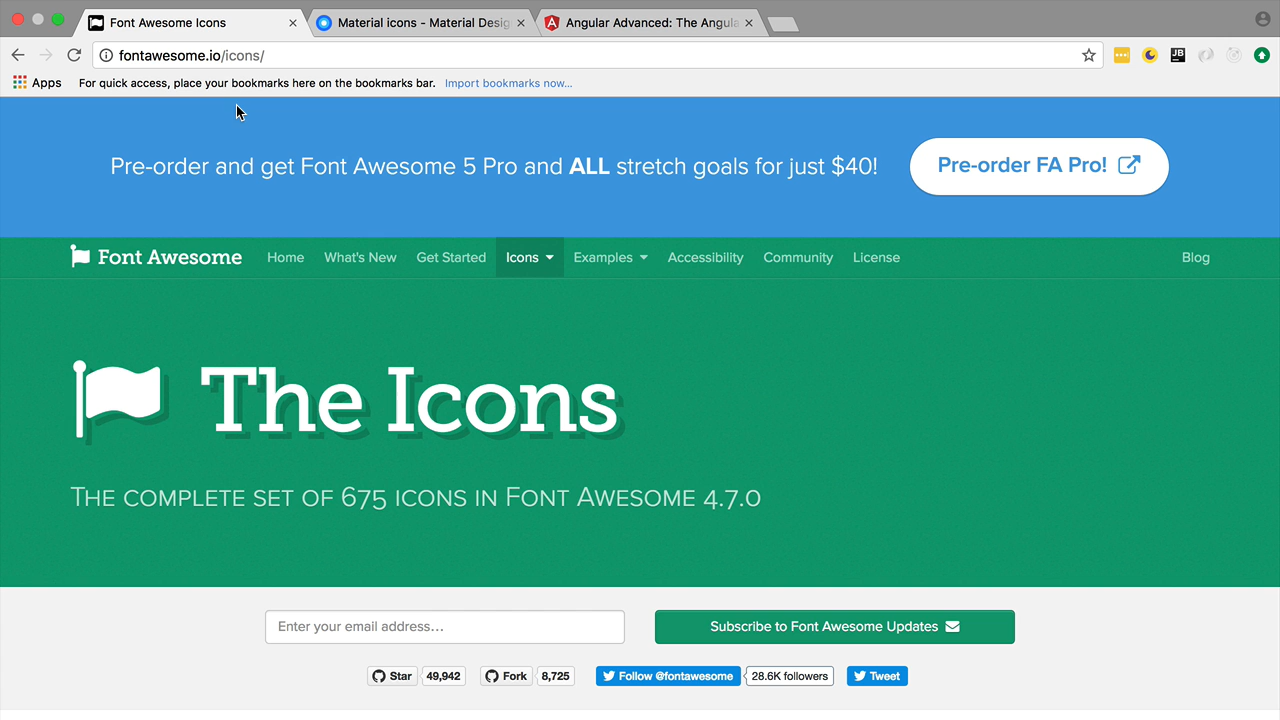 Font Awesome Icons
Material icons - Material Desig
Angular Advanced: The Angula
fontawesome.io/icons/
Apps
For quick access, place your bookmarks here on the bookmarks bar.
Import bookmarks now...
JB
Pre-order and get Font Awesome 5 Pro and ALL stretch goals for just $40!
Pre-order FA Pro!
Font Awesome
Home
What's New
Get Started
Icons
Examples
Accessibility
Community
License
Blog
The Icons
The complete set of 675 icons in Font Awesome 4.7.0
Enter your email address...
Subscribe to Font Awesome Updates
Star
49,942
Fork
8,725
Follow @fontawesome
28.6K followers
Tweet